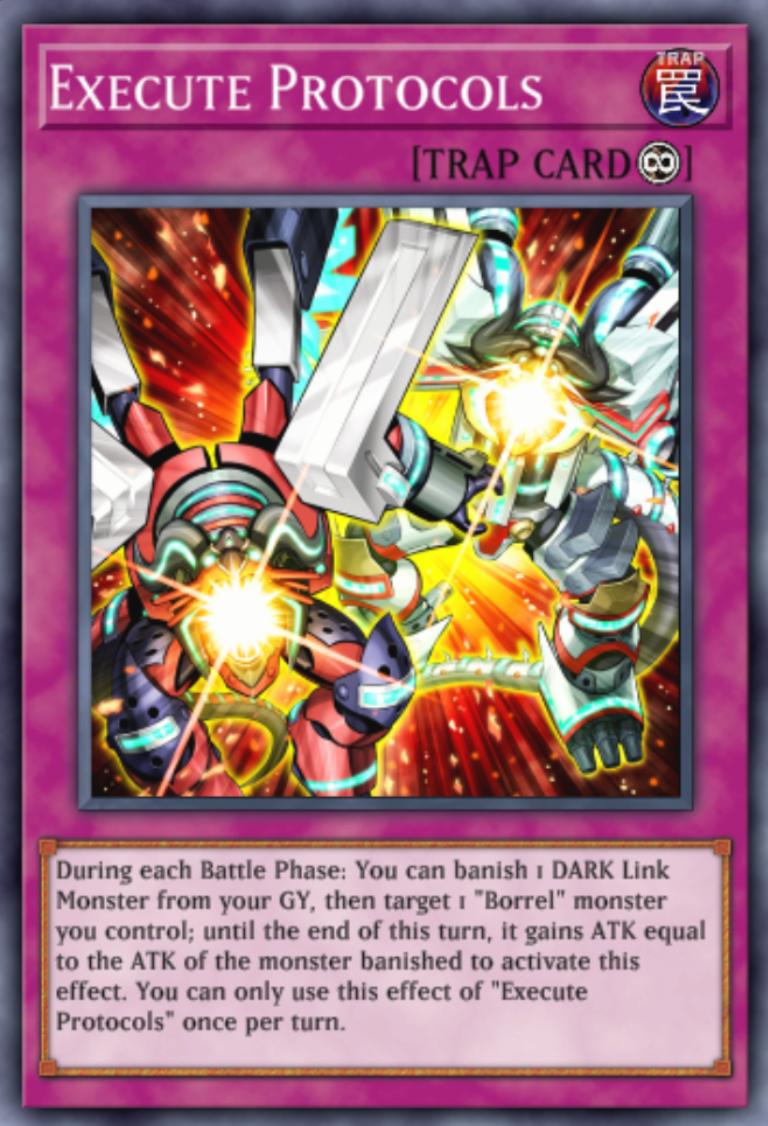 Execute Protocols
TRAP
罠
[TRAP CARD]
During each Battle Phase: You can banish 1 DARK Link
Monster from your GY, then target 1 "Borrel" monster
you control; until the end of this turn, it gains ATK equal
to the ATK of the monster banished to activate this
effect. You can only use this effect of "Execute
Protocols" once per turn.